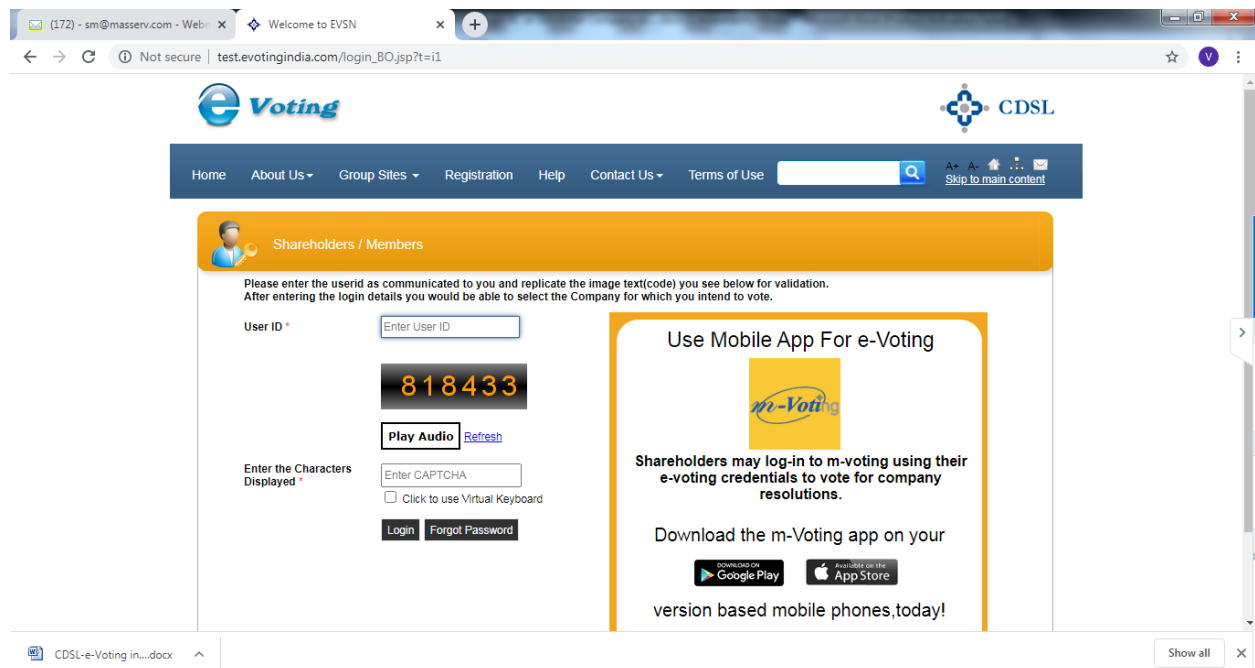 (172) - sm@masserv.com - Webm
Welcome to EVSN
Not secure | test.evotingindia.com/login_BO.jsp?t=i1
V
e Voting
CDSL
Home About Us Group Sites Registration Help Contact Us Terms of Use
A+ A-
Skip to main content
Shareholders / Members
Please enter the userid as communicated to you and replicate the image text(code) you see below for validation.
After entering the login details you would be able to select the Company for which you intend to vote.
User ID *
Enter User ID
818433
Play Audio Refresh
Enter the Characters
Displayed *
Enter CAPTCHA
Click to use Virtual Keyboard
Login Forgot Password
Use Mobile App For e-Voting
m-Voting
Shareholders may log-in to m-voting using their
e-voting credentials to vote for company
resolutions.
Download the m-Voting app on your
DOWNLOAD ON
Google Play
Available on the
App Store
version based mobile phones,today!
CDSL-e-Voting in....docx
Show all